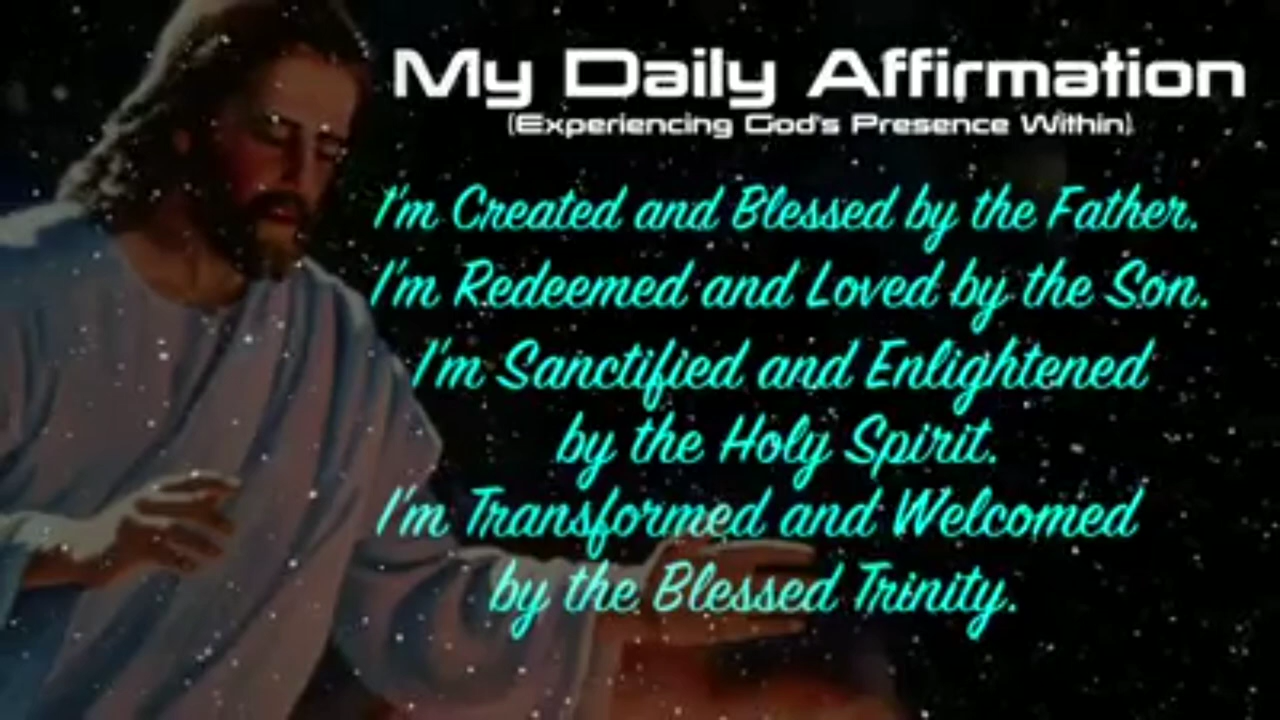 My Daily Affirmation
(Experiencing God's Presence Within)
I'm Created and Blessed by the Father.
I'm Redeemed and Loved by the Son.
I'm Sanctified and Enlightened
by the Holy Spirit.
I'm Transformed and Welcomed
by the Blessed Trinity.